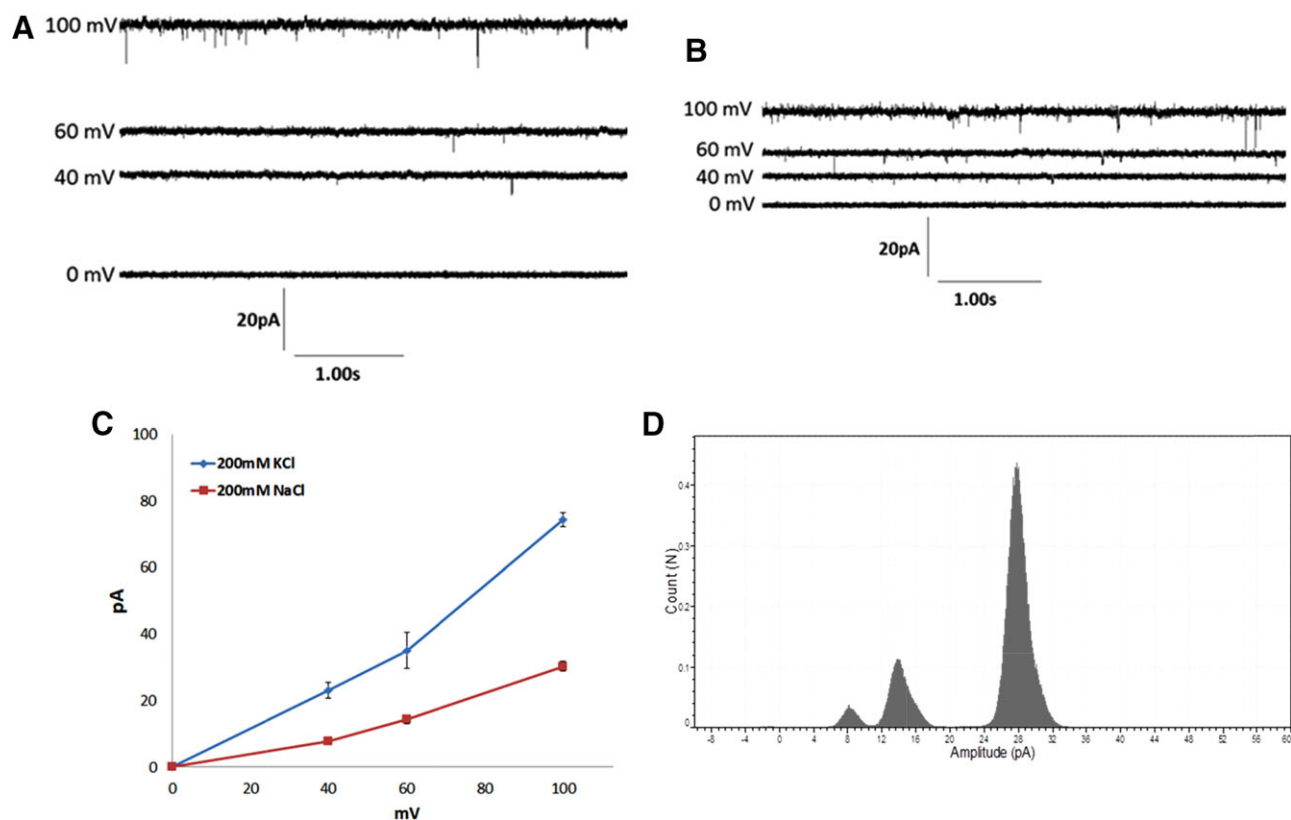 A
100 mV
60 mV
40 mV
0 mV
20pA
1.00s
B
100 mV
60 mV
40 mV
0 mV
20pA
1.00s
C
100
80
60
40
20
0
pA
200mM KCl
200mM NaCl
0 20 40 60 80 100
mV
D
Count (N)
0.4
0.3
0.2
0.1
0
-8 -4 0 4 8 12 16 20 24 28 32 36 40 44 48 52 56 60
Amplitude (pA)